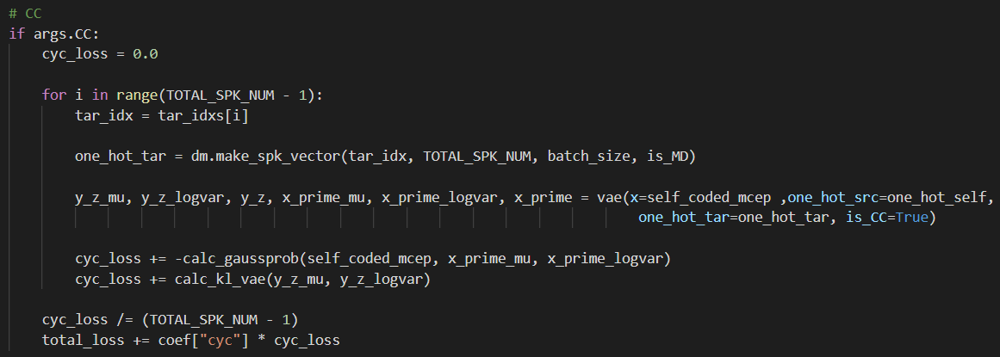 # CC
if args.CC:
    cyc_loss = 0.0
    for i in range(TOTAL_SPK_NUM - 1):
        tar_idx = tar_idxs[i]
        one_hot_tar = dm.make_spk_vector(tar_idx, TOTAL_SPK_NUM, batch_size, is_MD)
        y_z_mu, y_z_logvar, y_z, x_prime_mu, x_prime_logvar, x_prime = vae(x=self_coded_mcep ,one_hot_src=one_hot_self,
                                                                            one_hot_tar=one_hot_tar, is_CC=True)
        cyc_loss += -calc_gaussprob(self_coded_mcep, x_prime_mu, x_prime_logvar)
        cyc_loss += calc_kl_vae(y_z_mu, y_z_logvar)
    cyc_loss /= (TOTAL_SPK_NUM - 1)
    total_loss += coef["cyc"] * cyc_loss